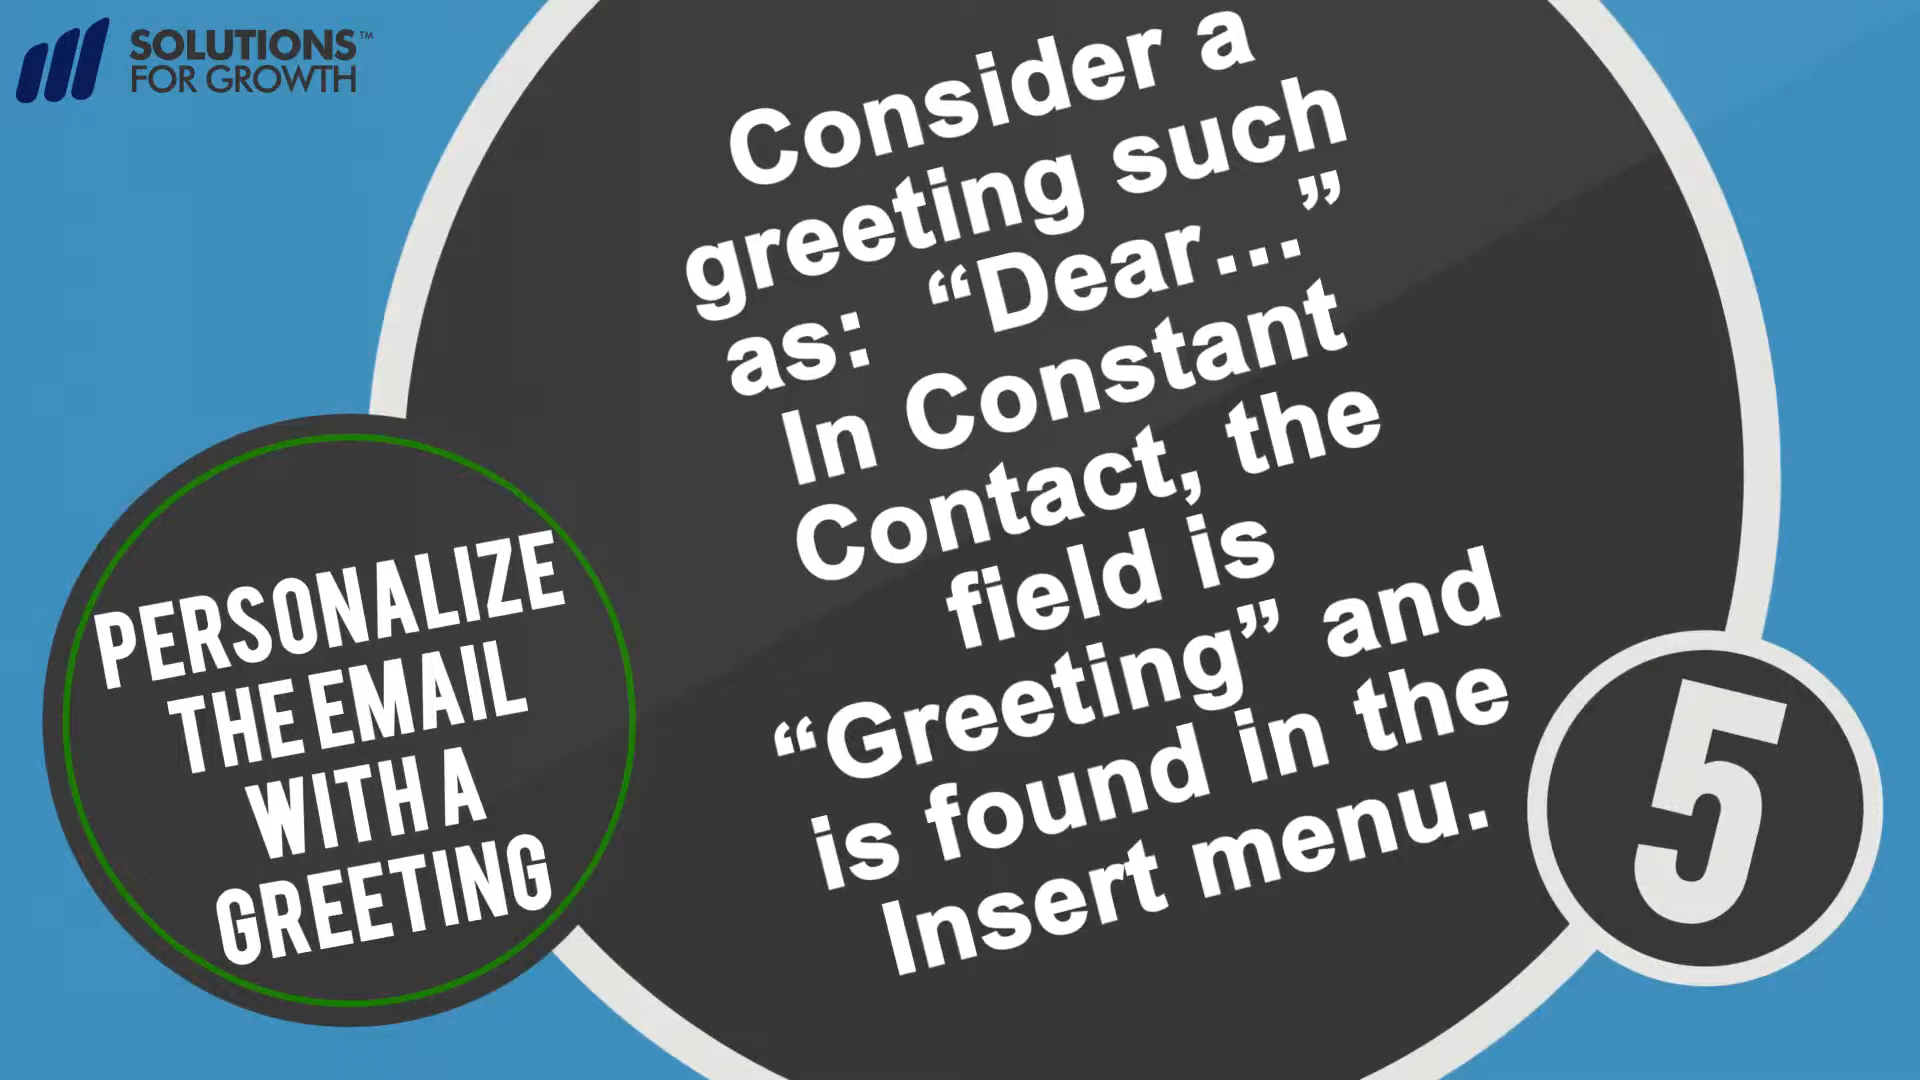 SOLUTIONS™
FOR GROWTH
Consider a
greeting such
as:  “Dear…”
In Constant
Contact, the
field is
“Greeting” and
is found in the
Insert menu.
PERSONALIZE
THE EMAIL
WITH A
GREETING
5